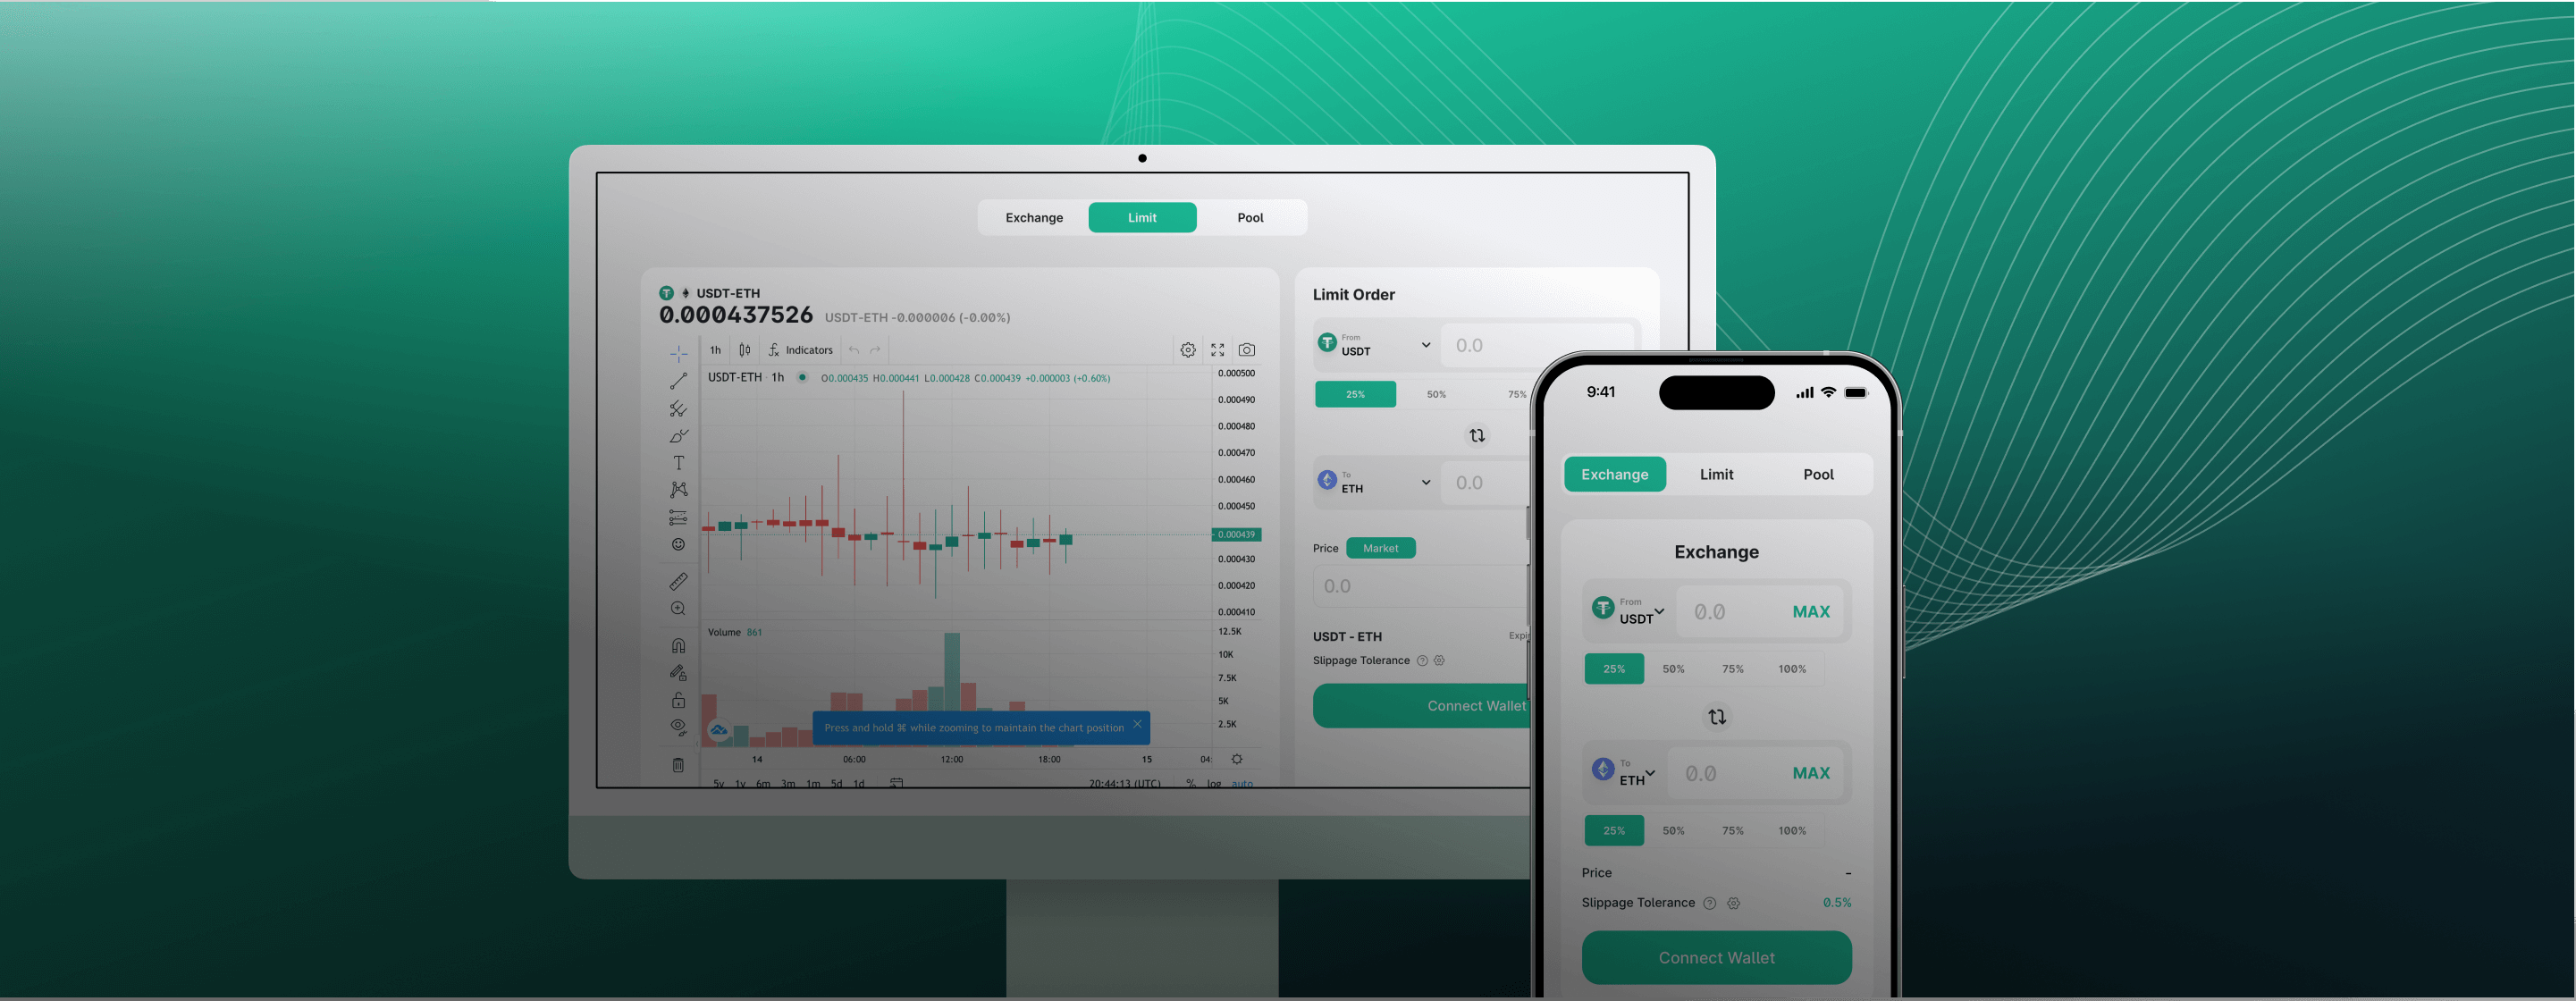 Exchange Limit Pool
USDT-ETH
0.000437526 USDT-ETH -0.000006 (-0.00%)
1h Indicators
USDT-ETH · 1h O0.000435 H0.000441 L0.000428 C0.000439 +0.000003 (+0.60%)
0.000500
0.000490
0.000480
0.000470
0.000460
0.000450
0.000439
0.000430
0.000420
0.000410
Volume 861
12.5K
10K
7.5K
5K
2.5K
Press and hold ⌘ while zooming to maintain the chart position
14 06:00 12:00 18:00 15 04:
5y 1y 6m 3m 1m 5d 1d 20:44:13 (UTC) % log auto
Limit Order
From
USDT
0.0
25% 50% 75%
To
ETH
0.0
Price Market
0.0
USDT - ETH Expi
Slippage Tolerance
Connect Wallet
9:41
Exchange Limit Pool
Exchange
From
USDT
0.0 MAX
25% 50% 75% 100%
To
ETH
0.0 MAX
25% 50% 75% 100%
Price -
Slippage Tolerance 0.5%
Connect Wallet